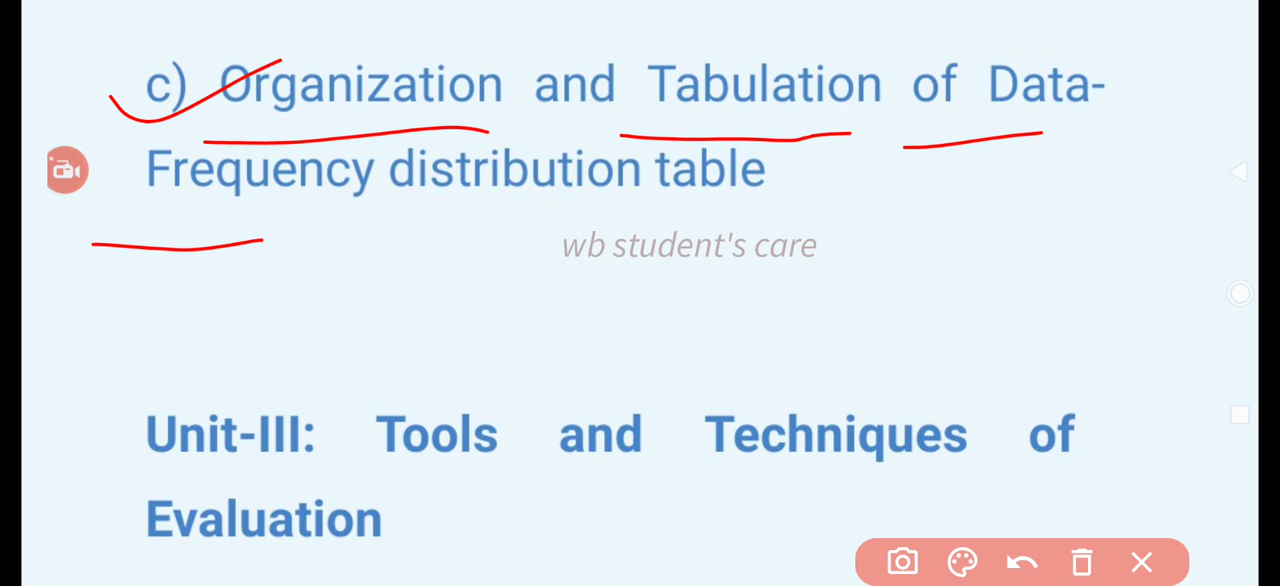 c) Organization and Tabulation of Data-
Frequency distribution table
wb student's care
Unit-III: Tools and Techniques of
Evaluation